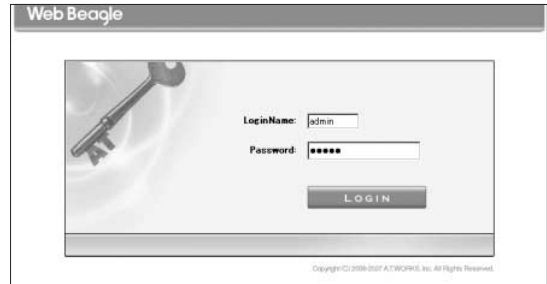 Web Beagle
LoginName: admin
Password: ●●●●●
LOGIN
Copyright (C) 2006-2007 A.T.WORKS, Inc. All Rights Reserved.